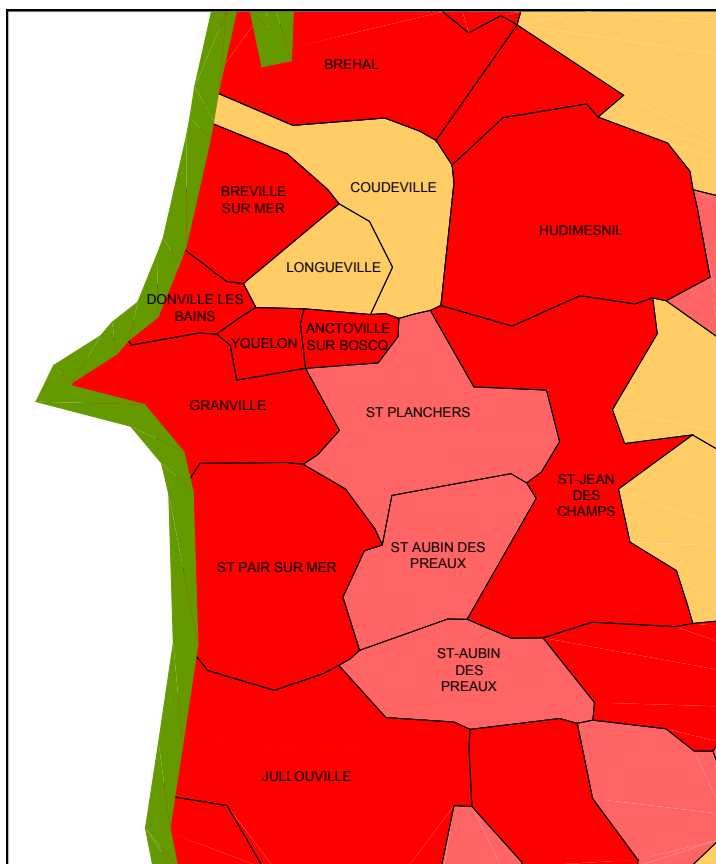 BREHAL
COUDEVILLE
BREVILLE
SUR MER
HUDIMESNIL
LONGUEVILLE
DONVILLE LES
BAINS
ANCTOVILLE
SUR BOSCQ
YQUELON
GRANVILLE
ST PLANCHERS
ST-JEAN
DES
CHAMPS
ST AUBIN DES
PREAUX
ST PAIR SUR MER
ST-AUBIN
DES
PREAUX
JULLOUVILLE